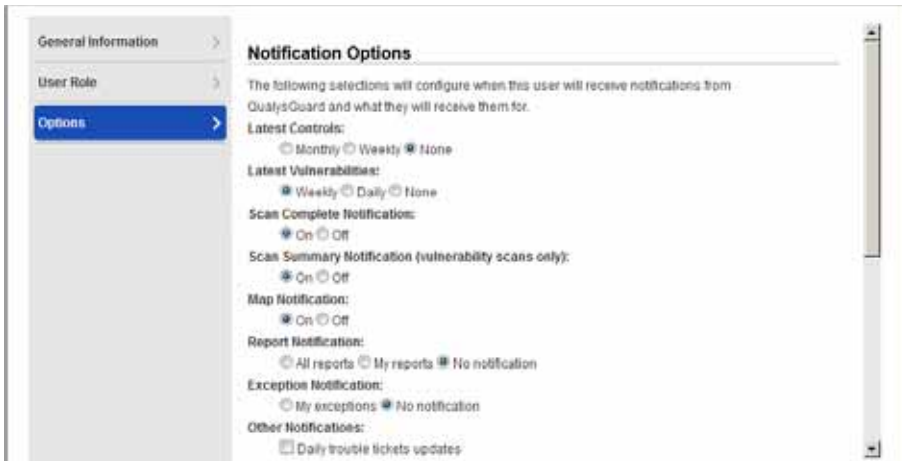 General Information
User Role
Options
Notification Options
The following selections will configure when this user will receive notifications from
QualysGuard and what they will receive them for.
Latest Controls:
Monthly Weekly None
Latest Vulnerabilities:
Weekly Daily None
Scan Complete Notification:
On Off
Scan Summary Notification (vulnerability scans only):
On Off
Map Notification:
On Off
Report Notification:
All reports My reports No notification
Exception Notification:
My exceptions No notification
Other Notifications:
Daily trouble tickets updates